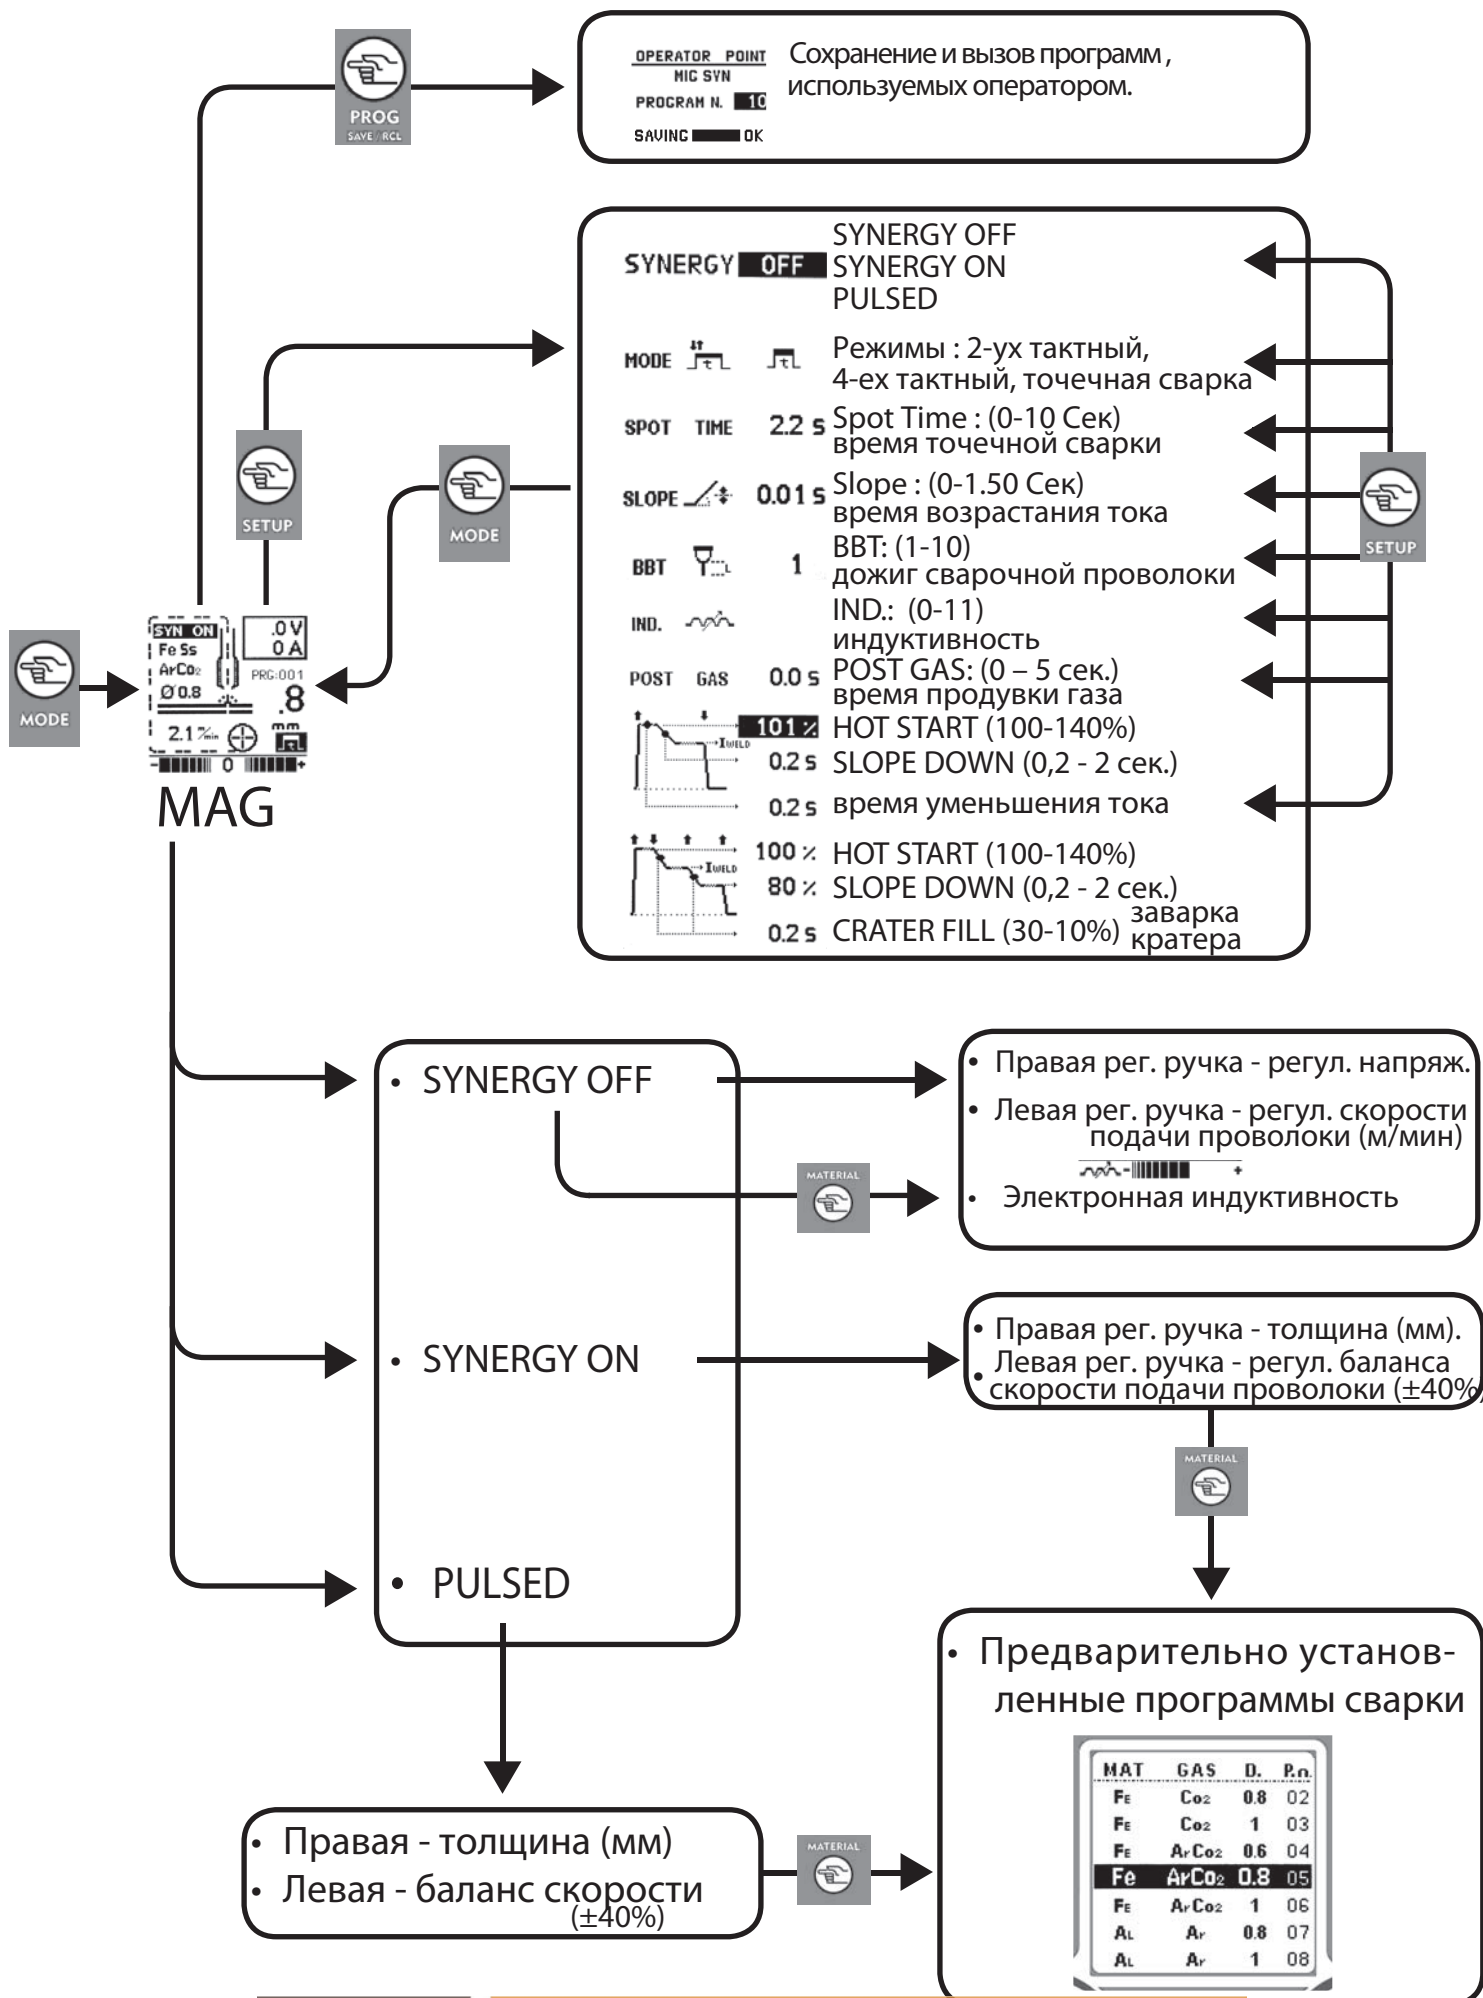 PROG
SAVE / RCL
OPERATOR POINT
MIG SYN
PROGRAM N. 10
SAVING OK
Сохранение и вызов программ ,
используемых оператором.
SYNERGY OFF
SYNERGY OFF
SYNERGY ON
PULSED
MODE
Режимы : 2-ух тактный,
4-ех тактный, точечная сварка
SPOT TIME 2.2 s
Spot Time : (0-10 Сек)
время точечной сварки
SLOPE 0.01 s
Slope : (0-1.50 Сек)
время возрастания тока
BBT 1
BBT: (1-10)
дожиг сварочной проволоки
IND.
IND.: (0-11)
индуктивность
POST GAS 0.0 s
POST GAS: (0 – 5 сек.)
время продувки газа
101 % HOT START (100-140%)
IWELD
0.2 s SLOPE DOWN (0,2 - 2 сек.)
0.2 s время уменьшения тока
100 % HOT START (100-140%)
IWELD
80 % SLOPE DOWN (0,2 - 2 сек.)
0.2 s CRATER FILL (30-10%) заварка
кратера
SETUP
MODE
SETUP
MODE
SYN ON
Fe Ss
ArCo2
Ø 0.8
.0 V
0 A
PRG:001
.8
mm
2.1 m/min
- 0 +
MAG
• SYNERGY OFF
• SYNERGY ON
• PULSED
• Правая рег. ручка - регул. напряж.
• Левая рег. ручка - регул. скорости
подачи проволоки (м/мин)
- +
• Электронная индуктивность
MATERIAL
• Правая рег. ручка - толщина (мм).
• Левая рег. ручка - регул. баланса
скорости подачи проволоки (±40%)
MATERIAL
• Предварительно установ-
ленные программы сварки
MAT GAS D. P.n.
FE Co2 0.8 02
FE Co2 1 03
FE ArCo2 0.6 04
Fe ArCo2 0.8 05
FE ArCo2 1 06
AL Ar 0.8 07
AL Ar 1 08
• Правая - толщина (мм)
• Левая - баланс скорости
(±40%)
MATERIAL